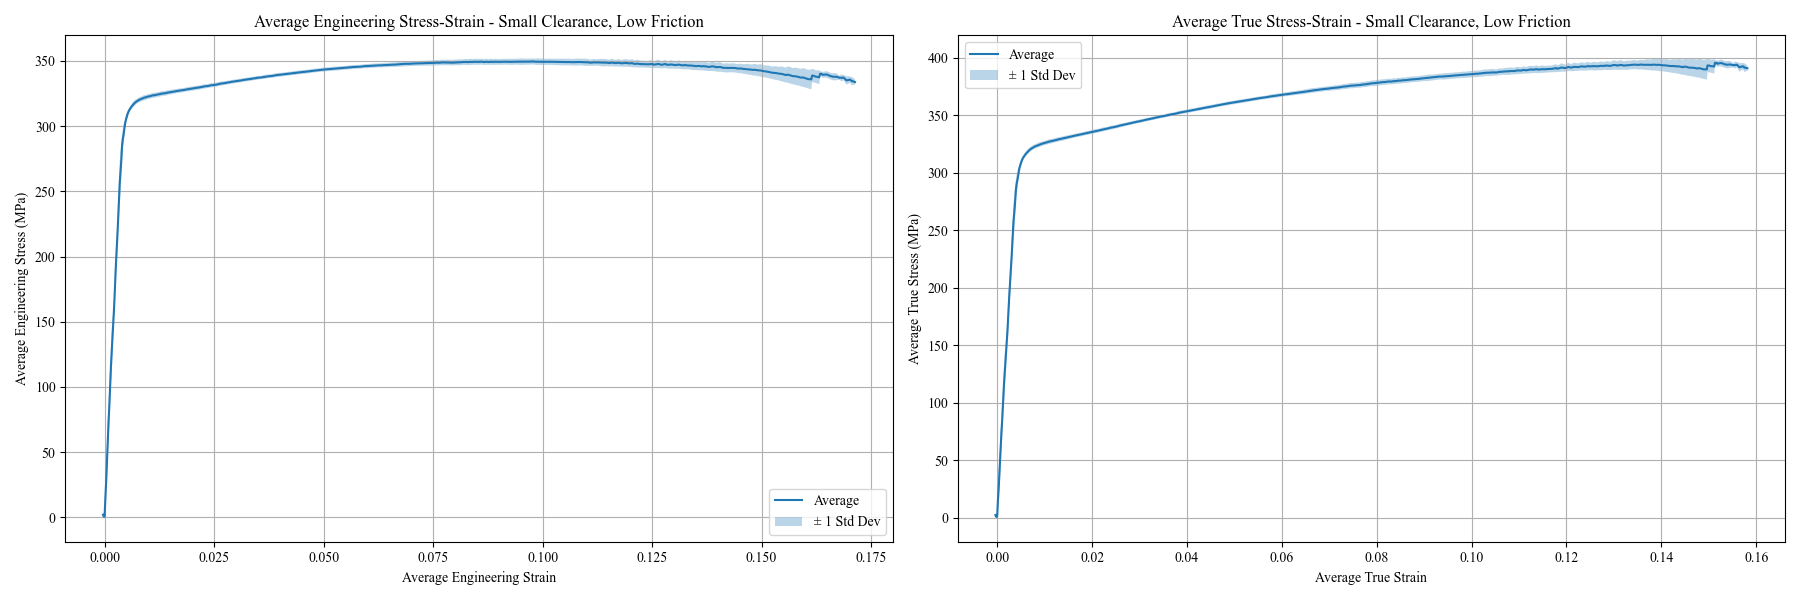 Average Engineering Stress-Strain - Small Clearance, Low Friction
350
300
250
200
150
100
50
0
Average Engineering Stress (MPa)
0.000 0.025 0.050 0.075 0.100 0.125 0.150 0.175
Average Engineering Strain
Average
± 1 Std Dev
Average True Stress-Strain - Small Clearance, Low Friction
Average
± 1 Std Dev
400
350
300
250
200
150
100
50
0
Average True Stress (MPa)
0.00 0.02 0.04 0.06 0.08 0.10 0.12 0.14 0.16
Average True Strain